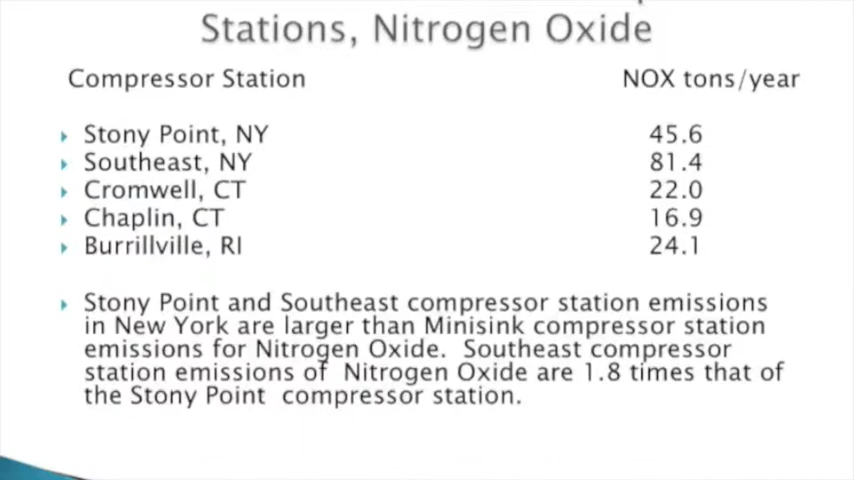 Stations, Nitrogen Oxide
Compressor Station NOX tons/year
Stony Point, NY 45.6
Southeast, NY 81.4
Cromwell, CT 22.0
Chaplin, CT 16.9
Burrillville, RI 24.1
Stony Point and Southeast compressor station emissions
in New York are larger than Minisink compressor station
emissions for Nitrogen Oxide. Southeast compressor
station emissions of Nitrogen Oxide are 1.8 times that of
the Stony Point compressor station.